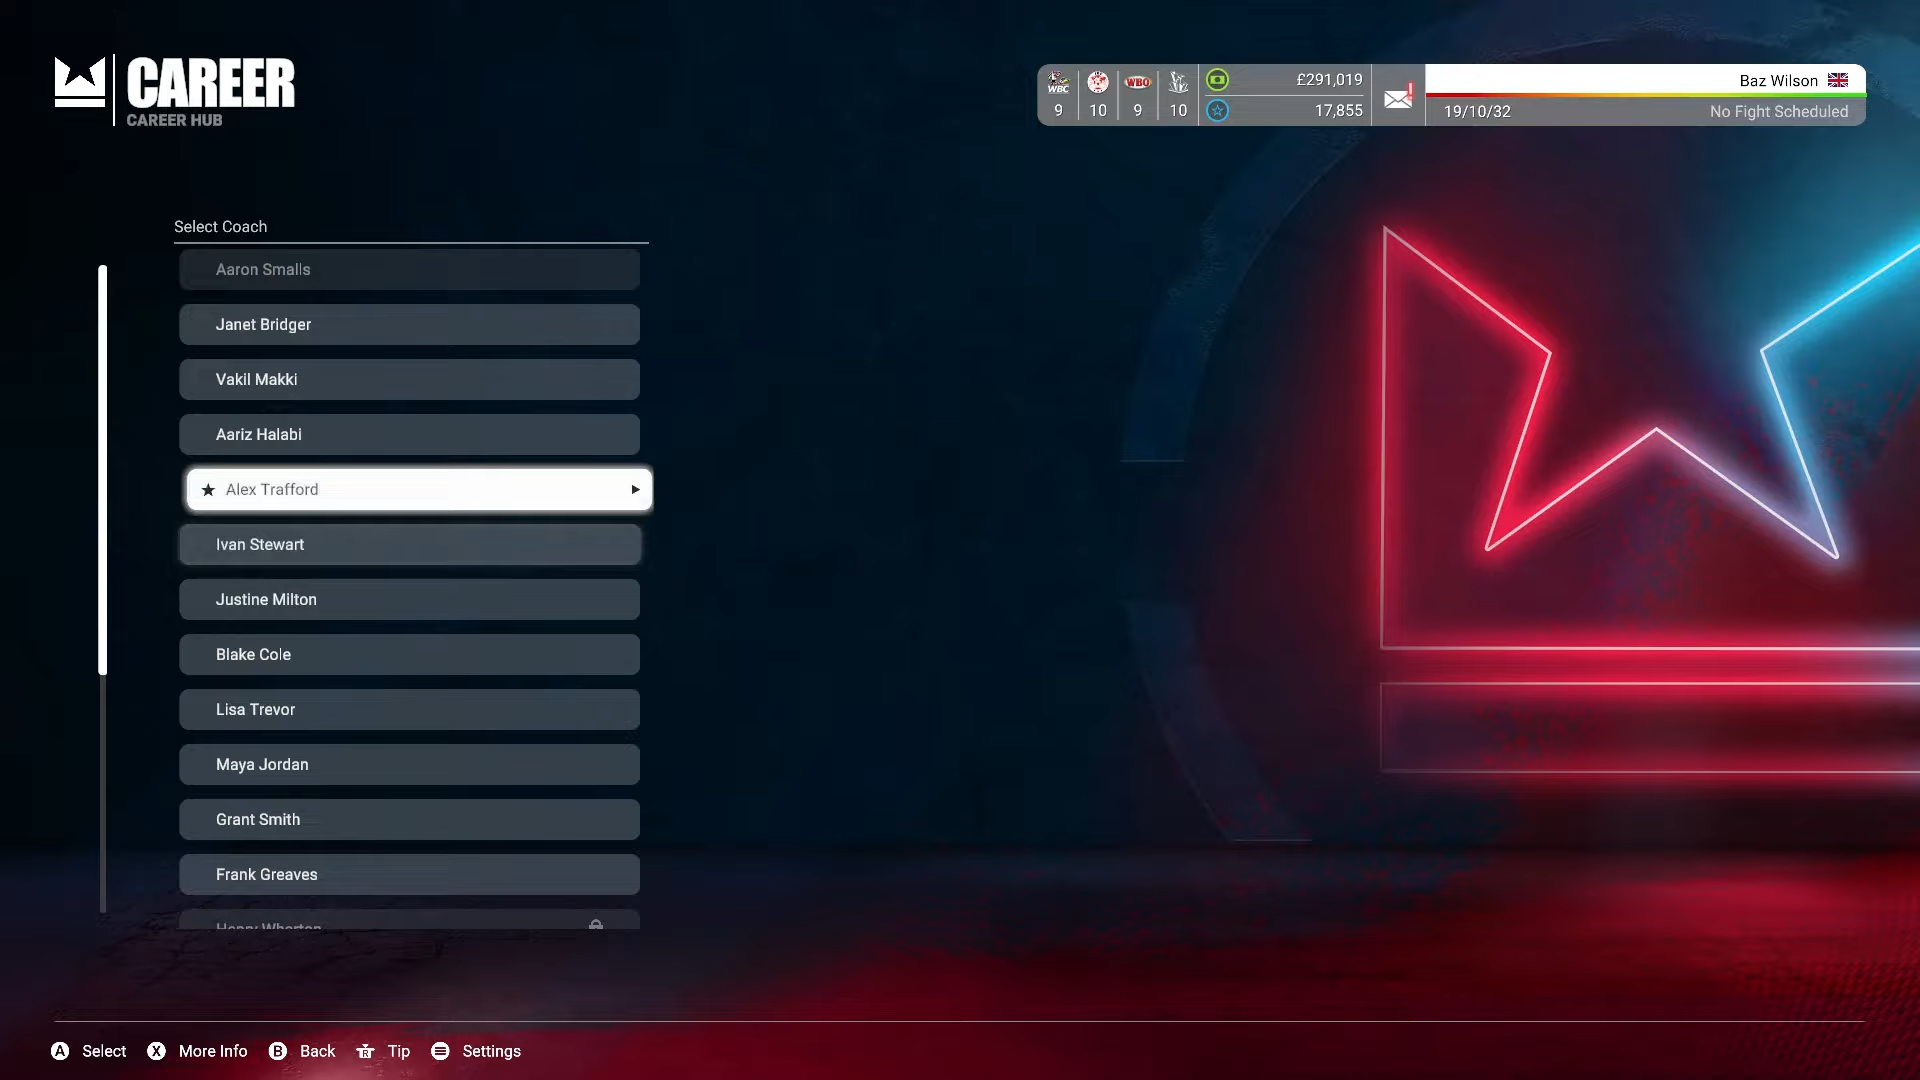 CAREER
CAREER HUB
WBC
WBO
9
10
9
10
£291,019
17,855
Baz Wilson
19/10/32
No Fight Scheduled
Select Coach
Aaron Smalls
Janet Bridger
Vakil Makki
Aariz Halabi
Alex Trafford
Ivan Stewart
Justine Milton
Blake Cole
Lisa Trevor
Maya Jordan
Grant Smith
Frank Greaves
Henry Wharton
A Select
X More Info
B Back
R Tip
Settings